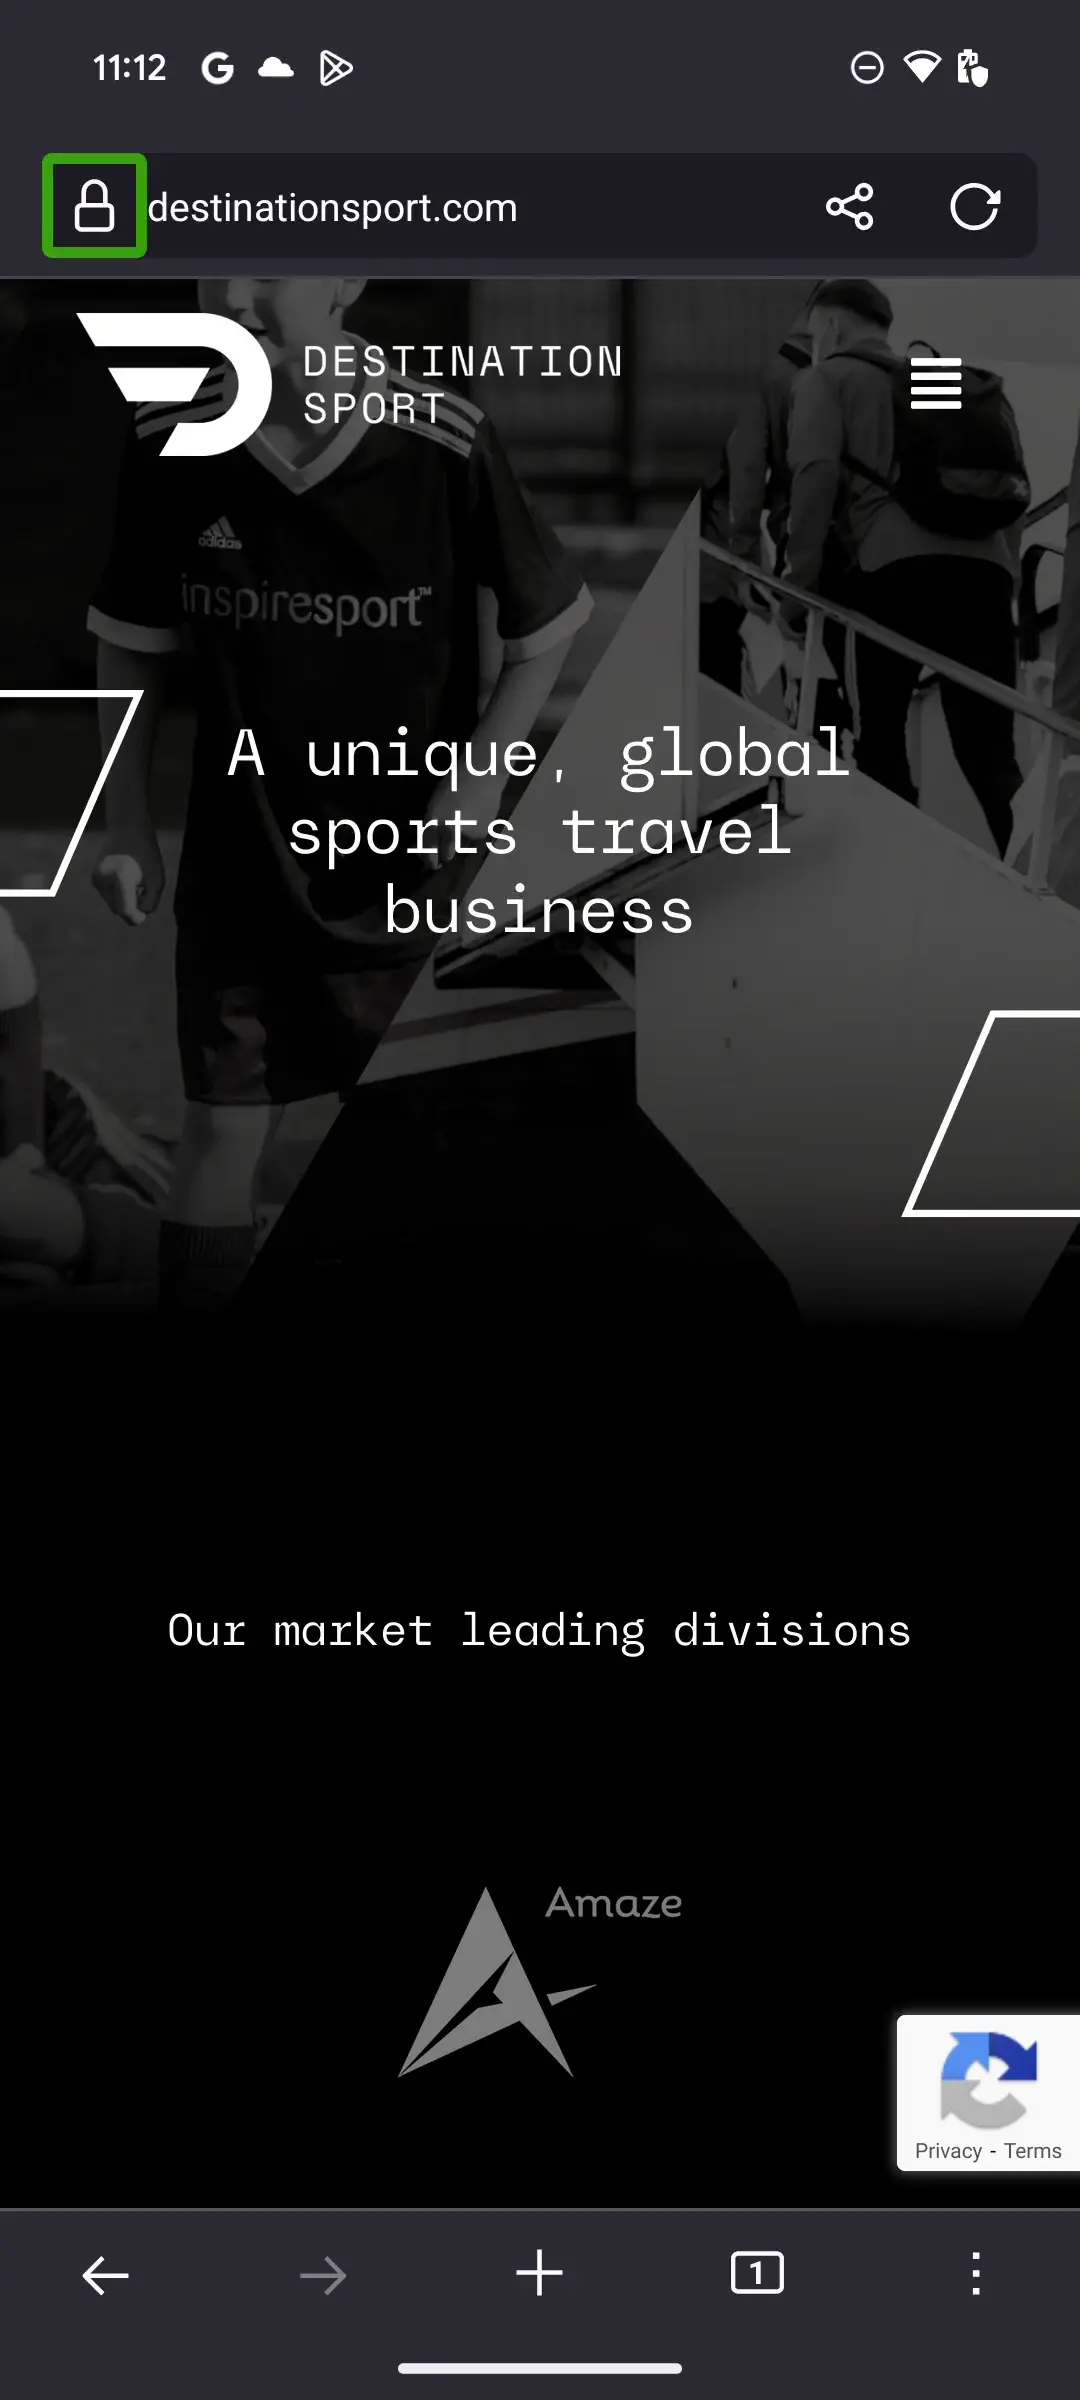 11:12
destinationsport.com
DESTINATION
SPORT
adidas
inspiresport™
A unique, global
sports travel
business
Our market leading divisions
Amaze
Privacy - Terms
1